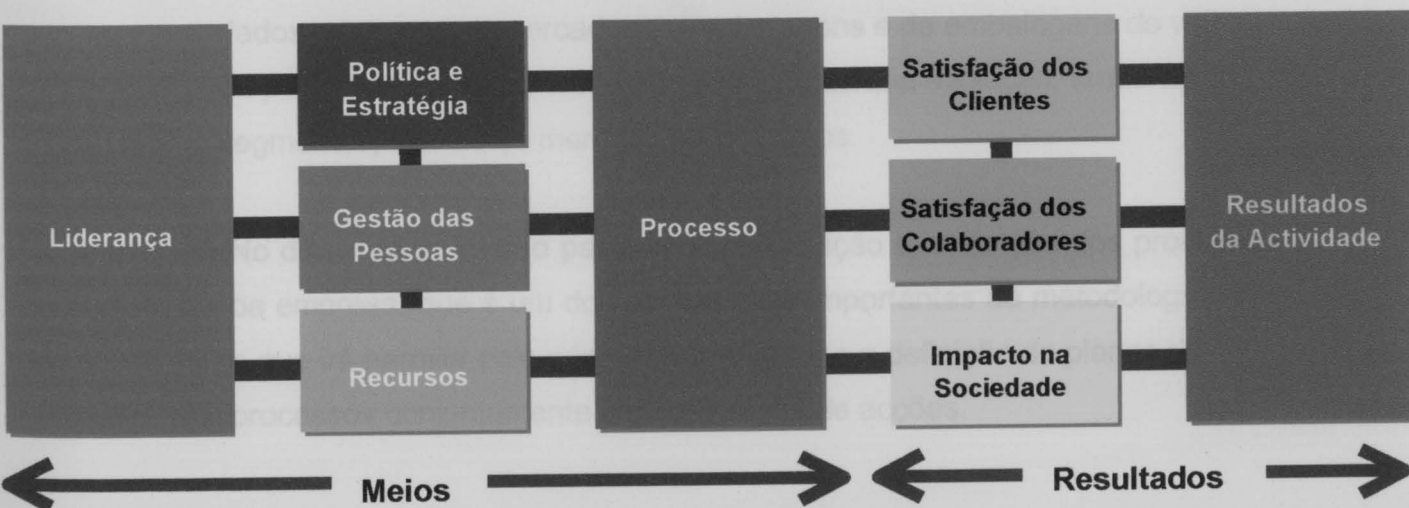 Liderança
Política e
Estratégia
Gestão das
Pessoas
Recursos
Processo
Satisfação dos
Clientes
Satisfação dos
Colaboradores
Impacto na
Sociedade
Resultados
da Actividade
Meios
Resultados